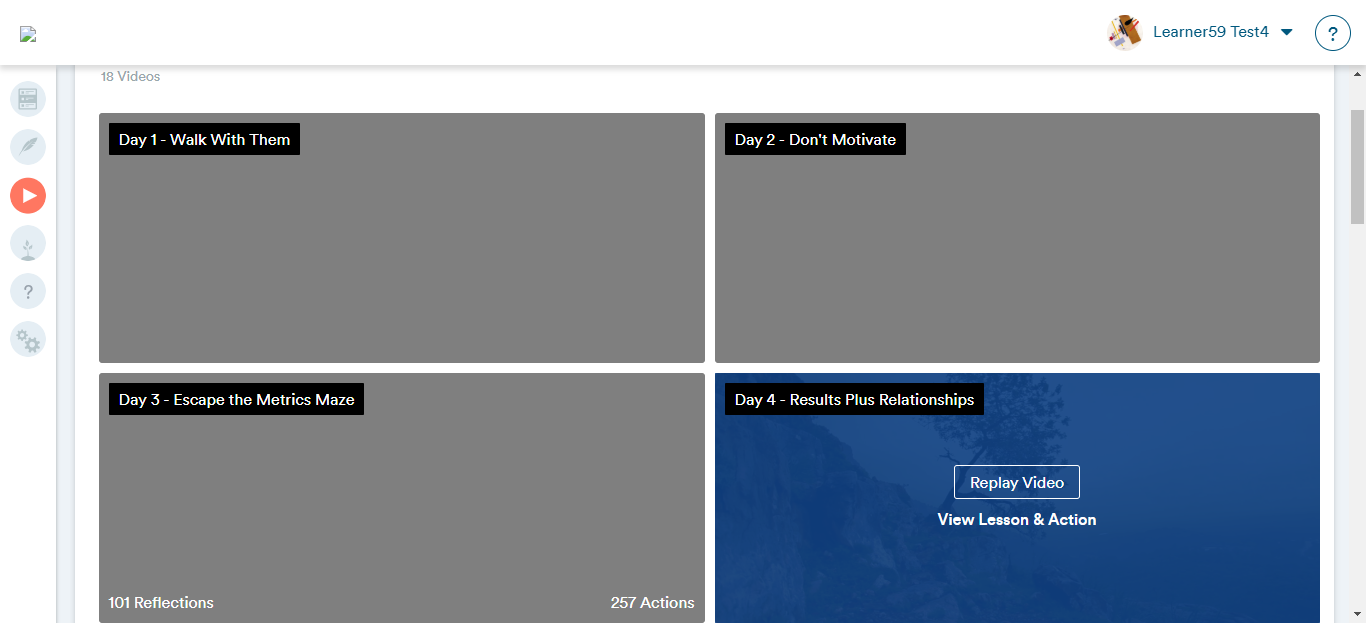 Learner59 Test4
?
18 Videos
Day 1 - Walk With Them
Day 2 - Don't Motivate
?
Day 3 - Escape the Metrics Maze
Day 4 - Results Plus Relationships
Replay Video
View Lesson & Action
101 Reflections
257 Actions